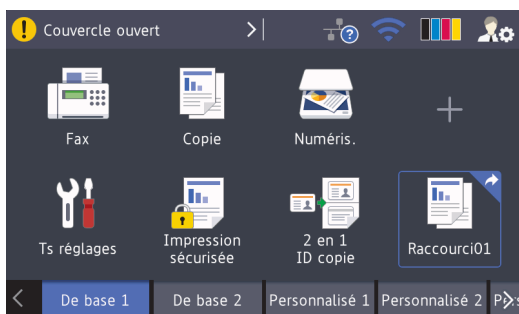 Couvercle ouvert
Fax
Copie
Numéris.
Ts réglages
Impression
sécurisée
2 en 1
ID copie
Raccourci01
De base 1
De base 2
Personnalisé 1
Personnalisé 2